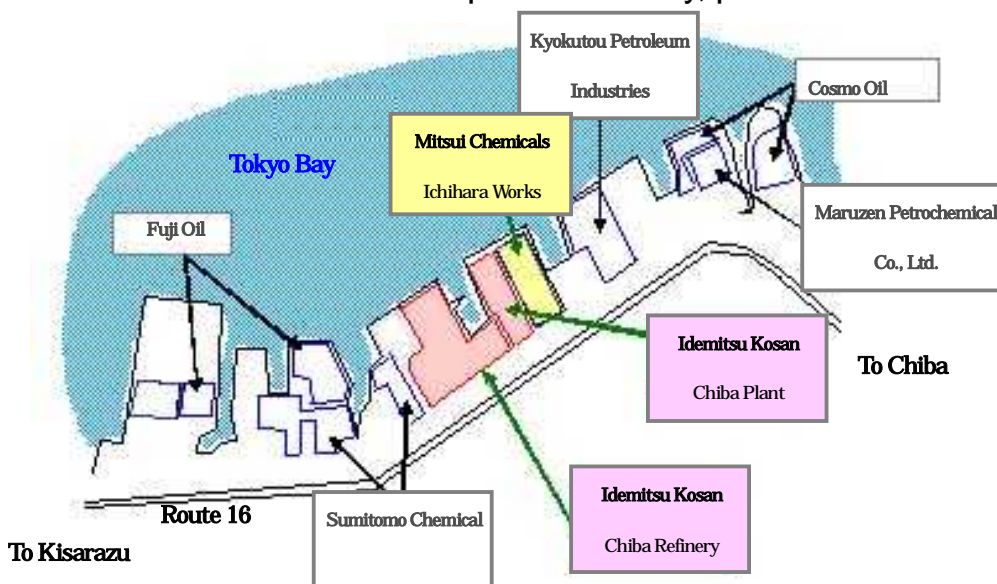 Kyokutou Petroleum
Industries
Cosmo Oil
Mitsui Chemicals
Ichihara Works
Tokyo Bay
Maruzen Petrochemical
Co., Ltd.
Fuji Oil
Idemitsu Kosan
Chiba Plant
To Chiba
Idemitsu Kosan
Chiba Refinery
Sumitomo Chemical
Route 16
To Kisarazu